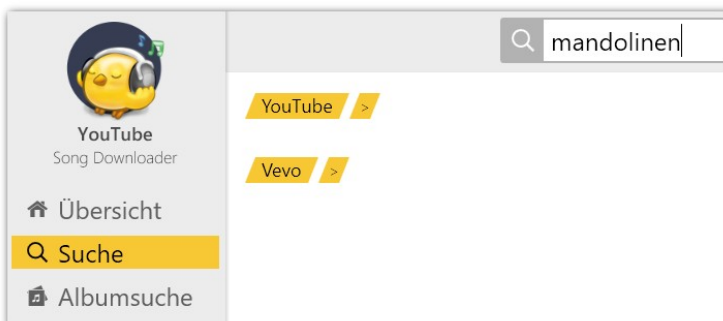 mandolinen
YouTube
Song Downloader
Übersicht
Suche
Albumsuche
YouTube >
Vevo >